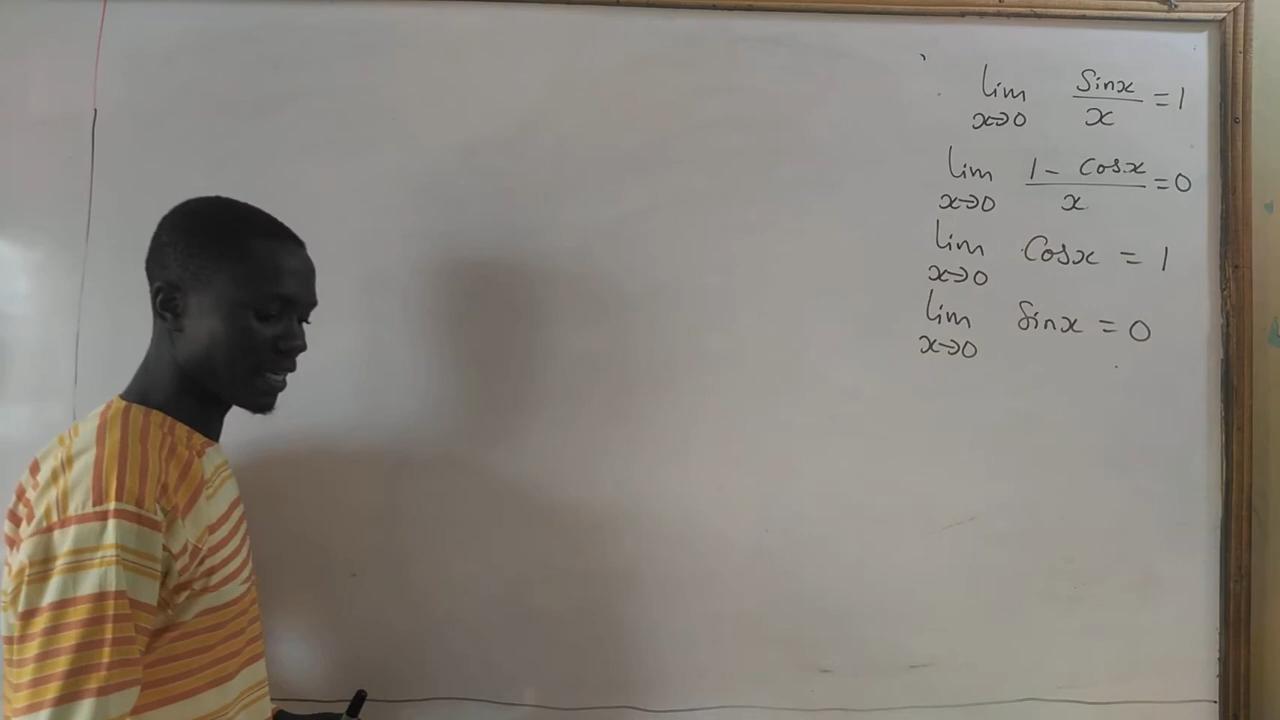 lim x→0 sinx/x = 1
lim x→0 1 - cosx/x = 0
lim x→0 cosx = 1
lim x→0 sinx = 0